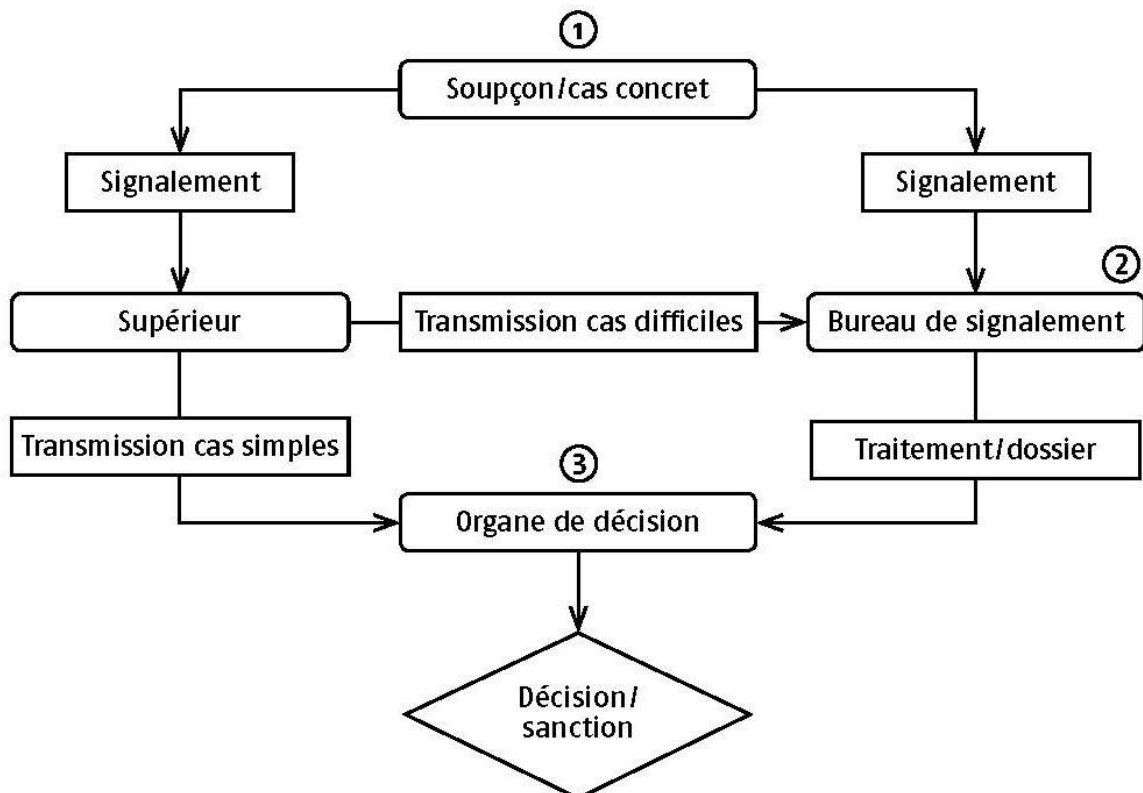 ①
Soupçon/cas concret
Signalement
Signalement
②
Supérieur
Transmission cas difficiles
Bureau de signalement
Transmission cas simples
Traitement/dossier
③
Organe de décision
Décision/
sanction